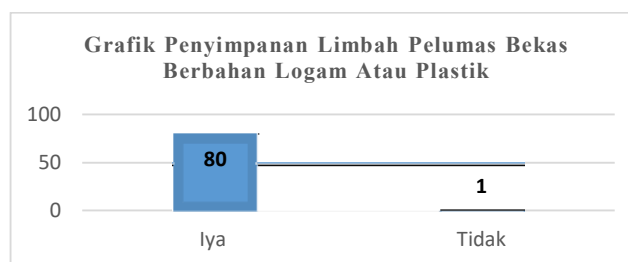 Grafik Penyimpanan Limbah Pelumas Bekas
Berbahan Logam Atau Plastik
100
50
0
80
1
Iya
Tidak